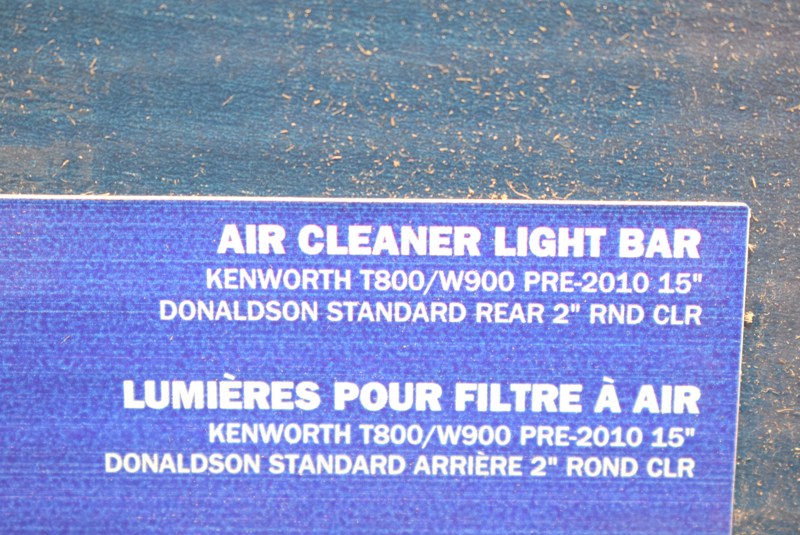 AIR CLEANER LIGHT BAR
KENWORTH T800/W900 PRE-2010 15"
DONALDSON STANDARD REAR 2" RND CLR
LUMIÈRES POUR FILTRE À AIR
KENWORTH T800/W900 PRE-2010 15"
DONALDSON STANDARD ARRIÈRE 2" ROND CLR